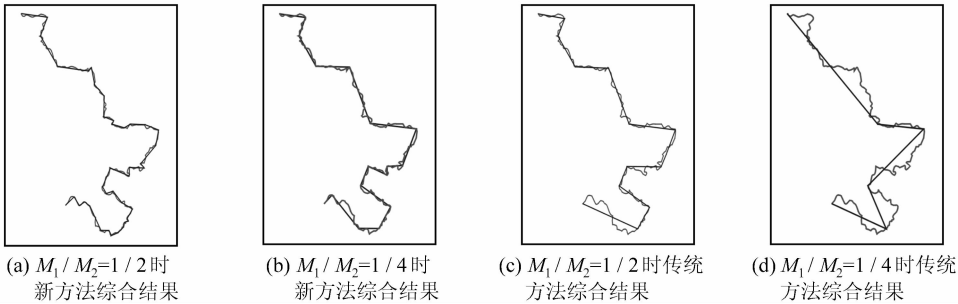 (a) M₁ / M₂=1 / 2时
新方法综合结果
(b) M₁ / M₂=1 / 4时
新方法综合结果
(c) M₁ / M₂=1 / 2时传统
方法综合结果
(d) M₁ / M₂=1 / 4时传统
方法综合结果